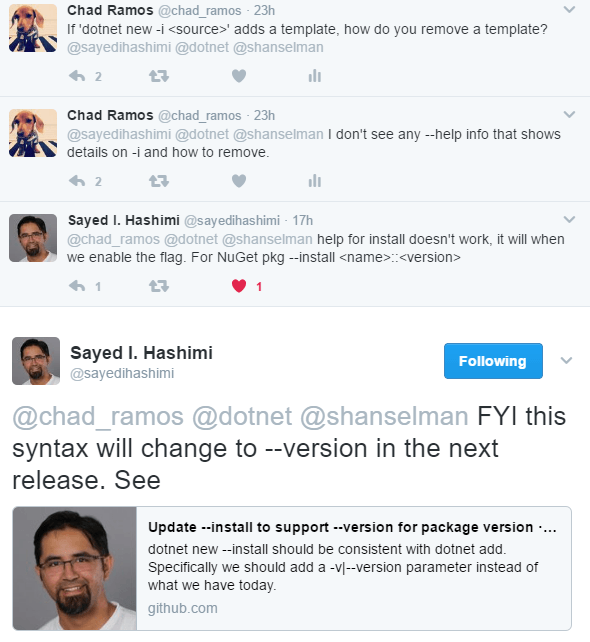 Chad Ramos @chad_ramos · 23h
If 'dotnet new -i <source>' adds a template, how do you remove a template?
@sayedihashimi @dotnet @shanselman
2
Chad Ramos @chad_ramos · 23h
@sayedihashimi @dotnet @shanselman I don't see any --help info that shows
details on -i and how to remove.
2
Sayed I. Hashimi @sayedihashimi · 17h
@chad_ramos @dotnet @shanselman help for install doesn't work, it will when
we enable the flag. For NuGet pkg --install <name>::<version>
1 1
Sayed I. Hashimi
@sayedihashimi
Following
@chad_ramos @dotnet @shanselman FYI this
syntax will change to --version in the next
release. See
Update --install to support --version for package version ·...
dotnet new --install should be consistent with dotnet add.
Specifically we should add a -v|--version parameter instead of
what we have today.
github.com